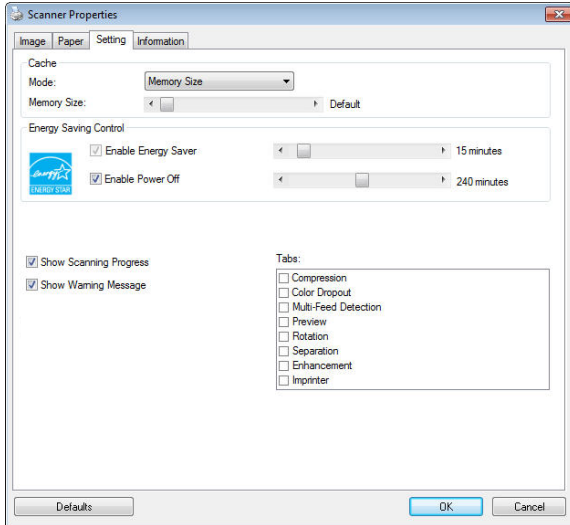 Scanner Properties
Image Paper Setting Information
Cache
Mode: Memory Size
Memory Size: Default
Energy Saving Control
Enable Energy Saver 15 minutes
energy
ENERGY STAR
Enable Power Off 240 minutes
Show Scanning Progress
Show Warning Message
Tabs:
Compression
Color Dropout
Multi-Feed Detection
Preview
Rotation
Separation
Enhancement
Imprinter
Defaults OK Cancel